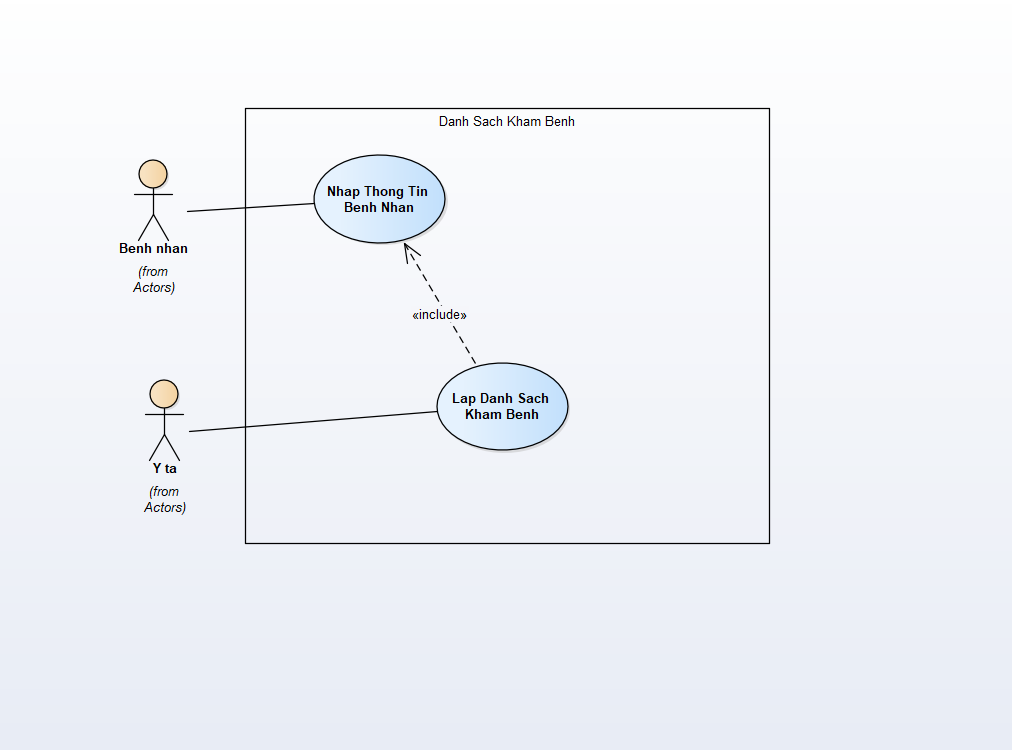 Danh Sach Kham Benh
Nhap Thong Tin
Benh Nhan
Benh nhan
(from
Actors)
«include»
Lap Danh Sach
Kham Benh
Y ta
(from
Actors)